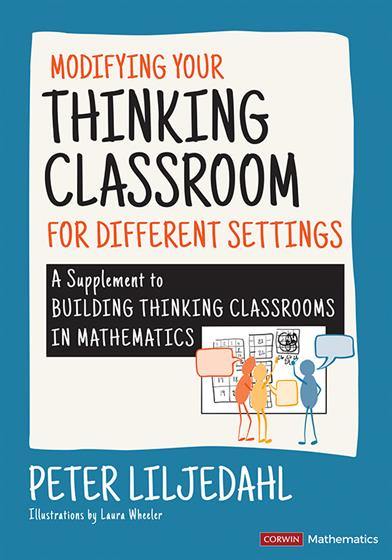 MODIFYING YOUR
THINKING
CLASSROOM
FOR DIFFERENT SETTINGS
A Supplement to
BUILDING THINKING CLASSROOMS
IN MATHEMATICS
PETER LILJEDAHL
Illustrations by Laura Wheeler
CORWIN Mathematics